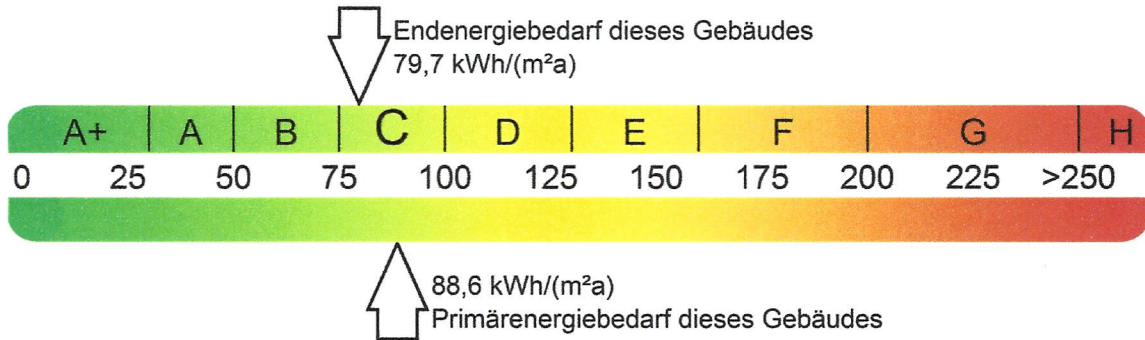 Endenergiebedarf dieses Gebäudes
79,7 kWh/(m²a)
A+ A B C D E F G H
0 25 50 75 100 125 150 175 200 225 >250
88,6 kWh/(m²a)
Primärenergiebedarf dieses Gebäudes